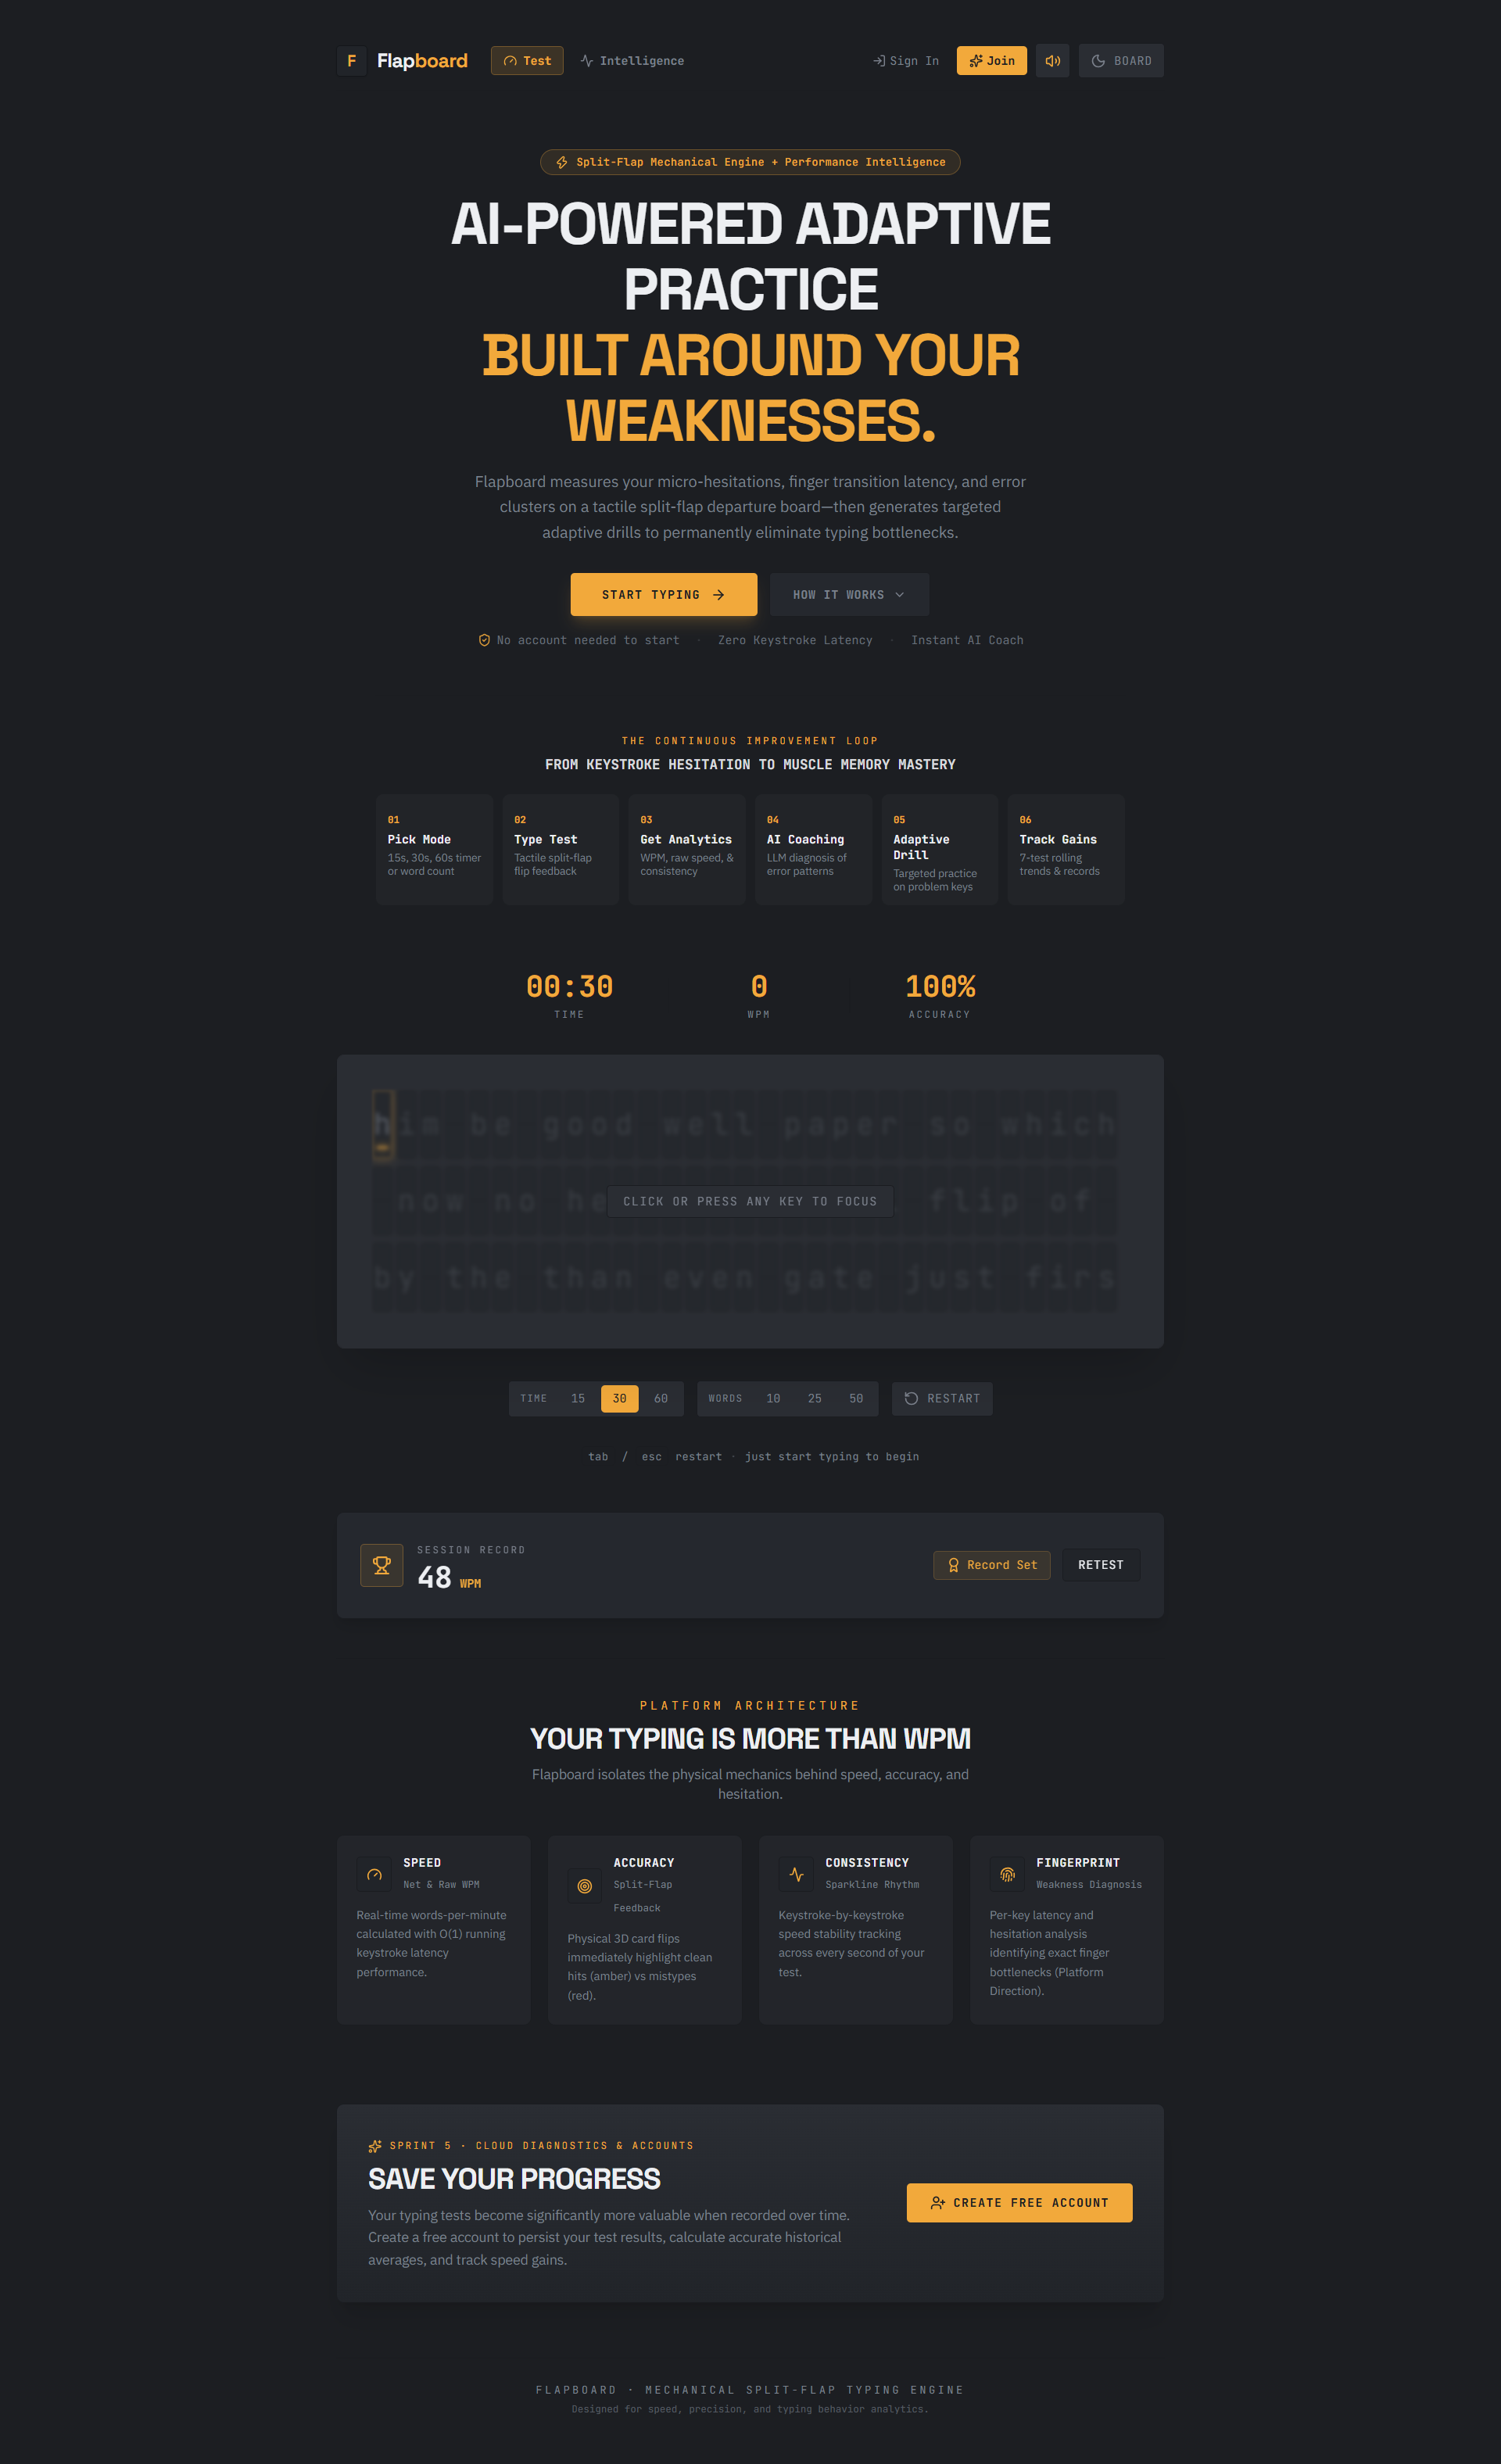 F Flapboard Test Intelligence Sign In Join BOARD
Split-Flap Mechanical Engine + Performance Intelligence
AI-POWERED ADAPTIVE
PRACTICE
BUILT AROUND YOUR
WEAKNESSES.
Flapboard measures your micro-hesitations, finger transition latency, and error
clusters on a tactile split-flap departure board—then generates targeted
adaptive drills to permanently eliminate typing bottlenecks.
START TYPING HOW IT WORKS
No account needed to start · Zero Keystroke Latency · Instant AI Coach
THE CONTINUOUS IMPROVEMENT LOOP
FROM KEYSTROKE HESITATION TO MUSCLE MEMORY MASTERY
01
Pick Mode
15s, 30s, 60s timer
or word count
02
Type Test
Tactile split-flap
flip feedback
03
Get Analytics
WPM, raw speed, &
consistency
04
AI Coaching
LLM diagnosis of
error patterns
05
Adaptive
Drill
Targeted practice
on problem keys
06
Track Gains
7-test rolling
trends & records
00:30
TIME
0
WPM
100%
ACCURACY
him be good well paper so which
now no he flip of
CLICK OR PRESS ANY KEY TO FOCUS
by the than even gate just firs
TIME 15 30 60 WORDS 10 25 50 RESTART
tab / esc restart · just start typing to begin
SESSION RECORD
48 WPM
Record Set RETEST
PLATFORM ARCHITECTURE
YOUR TYPING IS MORE THAN WPM
Flapboard isolates the physical mechanics behind speed, accuracy, and
hesitation.
SPEED
Net & Raw WPM
Real-time words-per-minute
calculated with O(1) running
keystroke latency
performance.
ACCURACY
Split-Flap
Feedback
Physical 3D card flips
immediately highlight clean
hits (amber) vs mistypes
(red).
CONSISTENCY
Sparkline Rhythm
Keystroke-by-keystroke
speed stability tracking
across every second of your
test.
FINGERPRINT
Weakness Diagnosis
Per-key latency and
hesitation analysis
identifying exact finger
bottlenecks (Platform
Direction).
SPRINT 5 · CLOUD DIAGNOSTICS & ACCOUNTS
SAVE YOUR PROGRESS
Your typing tests become significantly more valuable when recorded over time.
Create a free account to persist your test results, calculate accurate historical
averages, and track speed gains.
CREATE FREE ACCOUNT
FLAPBOARD · MECHANICAL SPLIT-FLAP TYPING ENGINE
Designed for speed, precision, and typing behavior analytics.